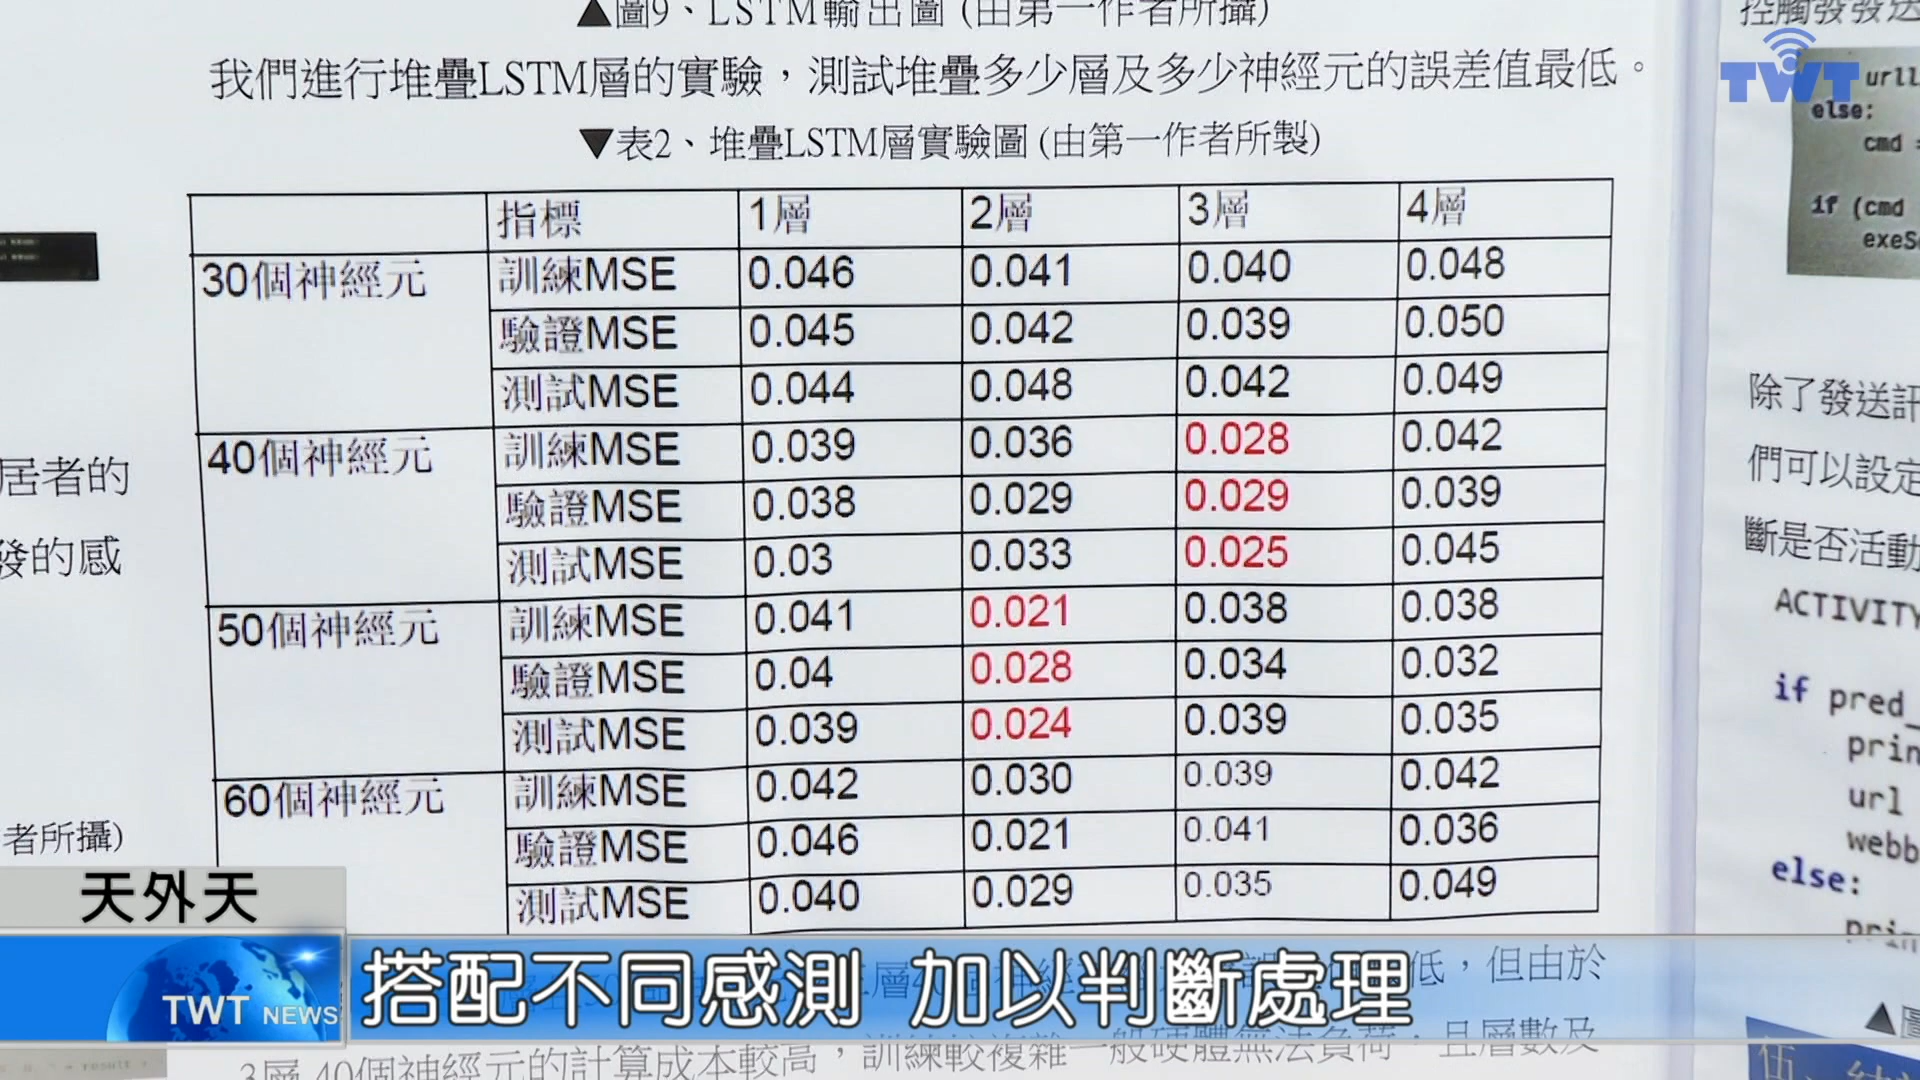 ▲圖9、LSTM輸出圖 (由第一作者所攝)
我們進行堆疊LSTM層的實驗，測試堆疊多少層及多少神經元的誤差值最低。
▼表2、堆疊LSTM層實驗圖 (由第一作者所製)
指標 1層 2層 3層 4層
30個神經元 訓練MSE 0.046 0.041 0.040 0.048
驗證MSE 0.045 0.042 0.039 0.050
測試MSE 0.044 0.048 0.042 0.049
40個神經元 訓練MSE 0.039 0.036 0.028 0.042
驗證MSE 0.038 0.029 0.029 0.039
測試MSE 0.03 0.033 0.025 0.045
50個神經元 訓練MSE 0.041 0.021 0.038 0.038
驗證MSE 0.04 0.028 0.034 0.032
測試MSE 0.039 0.024 0.039 0.035
60個神經元 訓練MSE 0.042 0.030 0.039 0.042
驗證MSE 0.046 0.021 0.041 0.036
測試MSE 0.040 0.029 0.035 0.049
低，但由於
3層 40個神經元的計算成本較高，訓練較複雜一般硬體無法負荷，且層數及
居者的
發的感
者所攝)
控觸發發送
TWT
urll
else:
cmd =
if (cmd
exeS
除了發送訊
們可以設定
斷是否活動
ACTIVITY
if pred_
prin
url
webb
else:
prin
▲圖
天外天
TWT NEWS
搭配不同感測 加以判斷處理